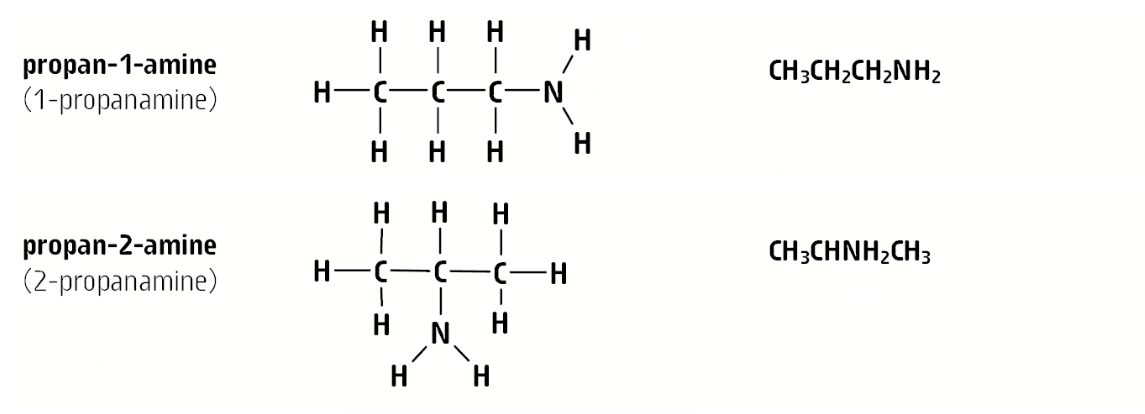 propan-1-amine
(1-propanamine)
H H H H
H C C C N
H H H H
CH₃CH₂CH₂NH₂
propan-2-amine
(2-propanamine)
H H H
H C C C H
H N H
H H
CH₃CHNH₂CH₃